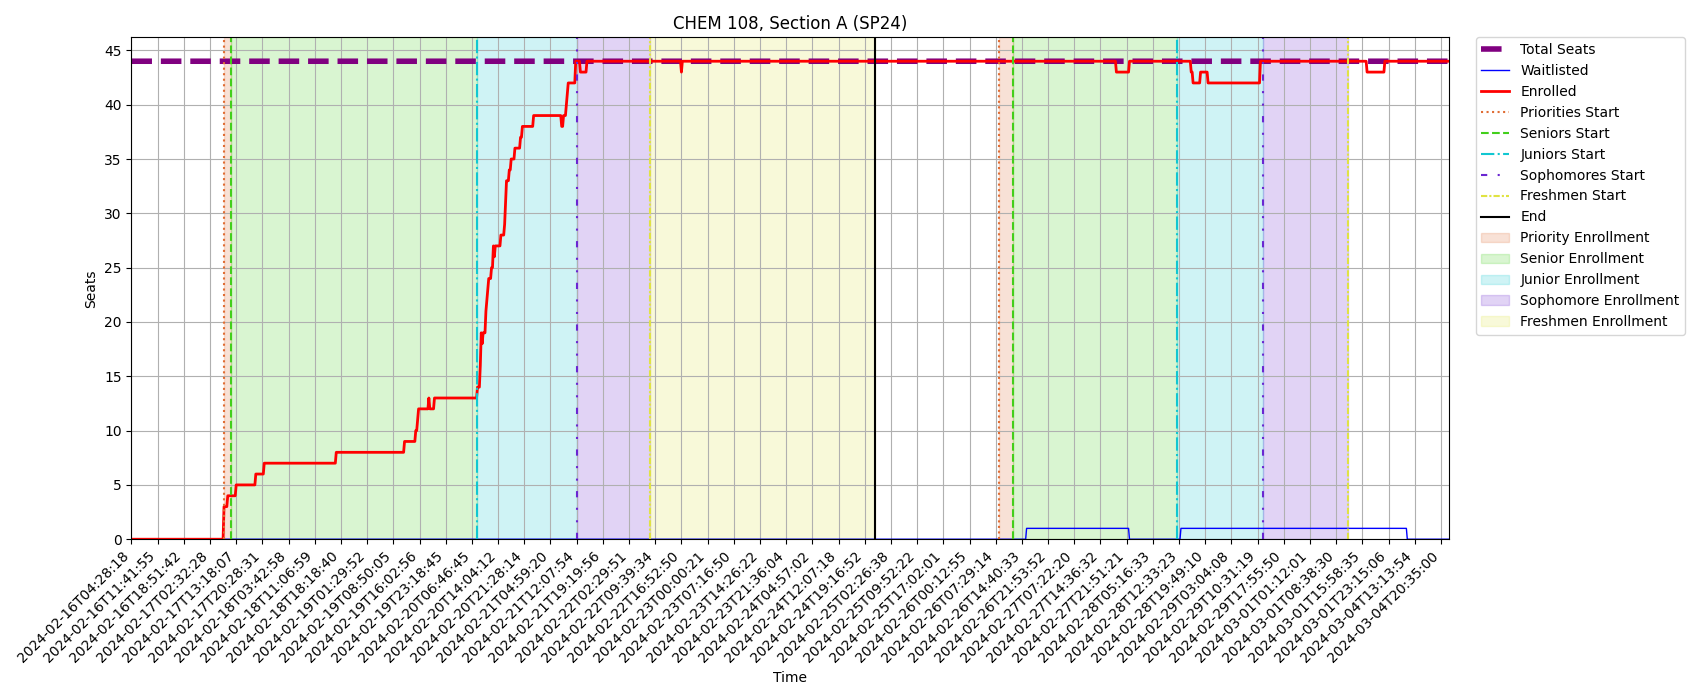 CHEM 108, Section A (SP24)
Total Seats
Waitlisted
Enrolled
Priorities Start
Seniors Start
Juniors Start
Sophomores Start
Freshmen Start
End
Priority Enrollment
Senior Enrollment
Junior Enrollment
Sophomore Enrollment
Freshmen Enrollment
Seats
45
40
35
30
25
20
15
10
5
0
2024-02-16T04:28:18
2024-02-16T11:41:55
2024-02-16T18:51:42
2024-02-17T02:32:28
2024-02-17T13:18:07
2024-02-17T20:28:31
2024-02-18T03:42:58
2024-02-18T11:06:59
2024-02-18T18:18:40
2024-02-19T01:29:52
2024-02-19T08:50:05
2024-02-19T16:02:56
2024-02-19T23:18:45
2024-02-20T06:46:45
2024-02-20T14:04:12
2024-02-20T21:28:14
2024-02-21T04:59:20
2024-02-21T12:07:54
2024-02-21T19:19:56
2024-02-22T02:29:51
2024-02-22T09:39:34
2024-02-22T16:52:50
2024-02-23T00:00:21
2024-02-23T07:16:50
2024-02-23T14:26:22
2024-02-23T21:36:04
2024-02-24T04:57:02
2024-02-24T12:07:18
2024-02-24T19:16:52
2024-02-25T02:26:38
2024-02-25T09:52:22
2024-02-25T17:02:01
2024-02-26T00:12:55
2024-02-26T07:29:14
2024-02-26T14:40:33
2024-02-26T21:53:52
2024-02-27T07:22:20
2024-02-27T14:36:32
2024-02-27T21:51:21
2024-02-28T05:16:33
2024-02-28T12:33:23
2024-02-28T19:49:10
2024-02-29T03:04:08
2024-02-29T10:31:19
2024-02-29T17:55:50
2024-03-01T01:12:01
2024-03-01T08:38:30
2024-03-01T15:58:35
2024-03-01T23:15:06
2024-03-04T13:13:54
2024-03-04T20:35:00
Time